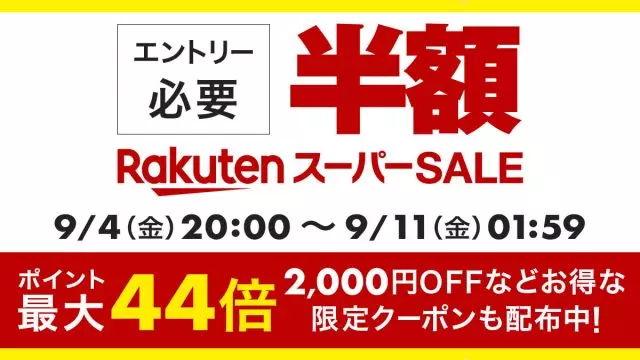 エントリー
必要
半額
Rakuten スーパーSALE
9/4(金)20:00 〜 9/11(金)01:59
ポイント
最大44倍
2,000円OFFなどお得な
限定クーポンも配布中!